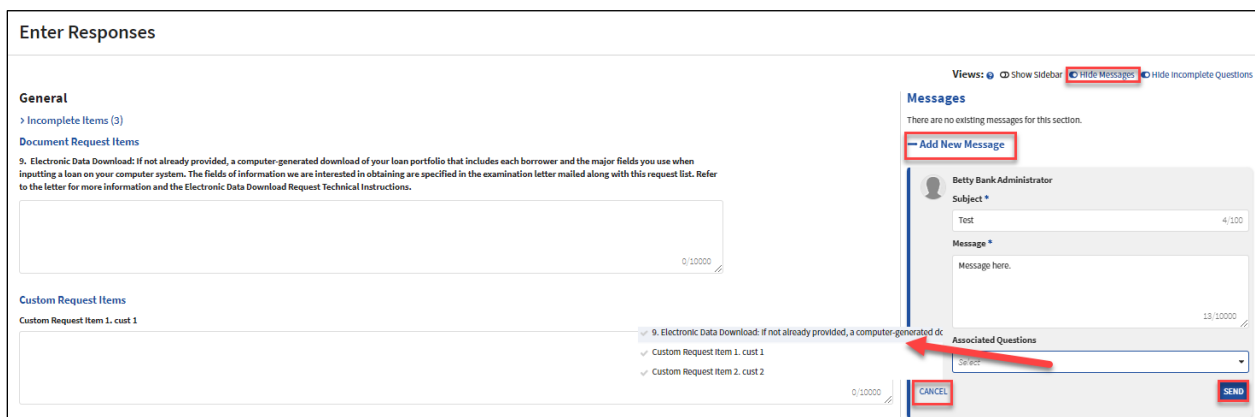 Enter Responses
Views: Show Sidebar Hide Messages Hide Incomplete Questions
General
> Incomplete Items (3)
Document Request Items
9. Electronic Data Download: If not already provided, a computer-generated download of your loan portfolio that includes each borrower and the major fields you use when
inputting a loan on your computer system. The fields of information we are interested in obtaining are specified in the examination letter mailed along with this request list. Refer
to the letter for more information and the Electronic Data Download Request Technical Instructions.
0/10000
Custom Request Items
Custom Request Item 1. cust 1
0/10000
9. Electronic Data Download: If not already provided, a computer-generated dc
Custom Request Item 1. cust 1
Custom Request Item 2. cust 2
Messages
There are no existing messages for this section.
— Add New Message
Betty Bank Administrator
Subject *
Test 4/100
Message *
Message here.
13/10000
Associated Questions
Select
CANCEL SEND